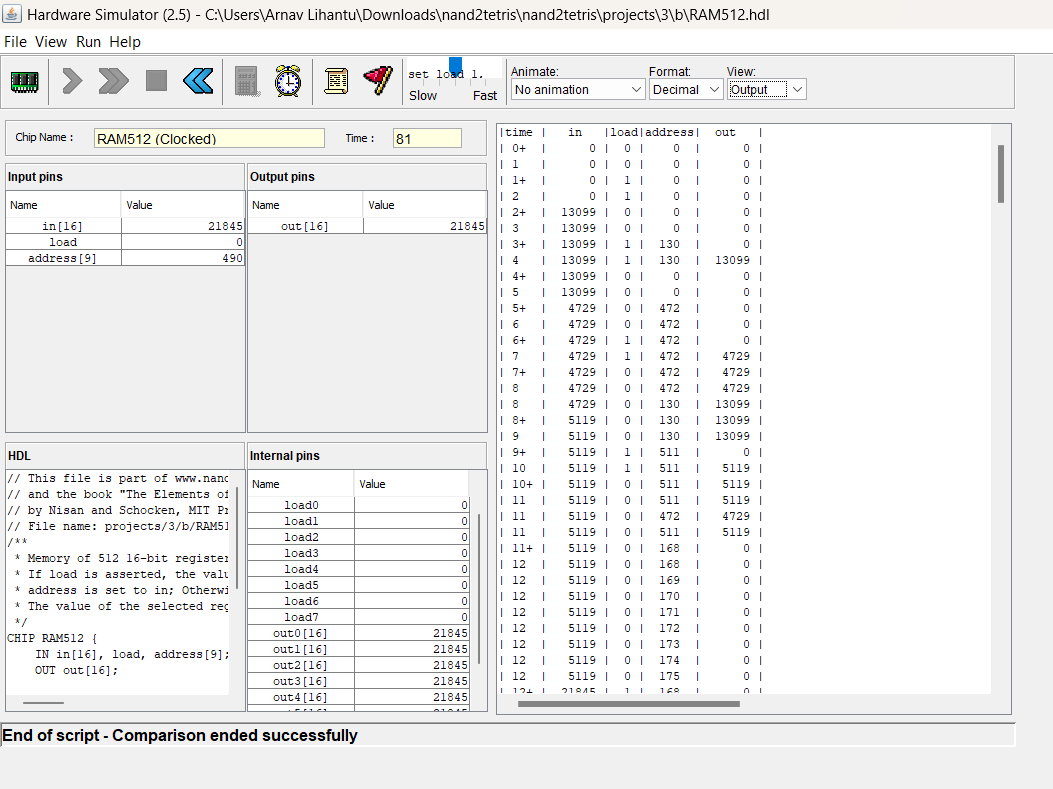 Hardware Simulator (2.5) - C:\Users\Arnav Lihantu\Downloads\nand2tetris\nand2tetris\projects\3\b\RAM512.hdl
File View Run Help
set load 1.
Slow Fast
Animate: Format: View:
No animation Decimal Output
Chip Name : RAM512 (Clocked) Time : 81
Input pins
Name Value
in[16] 21845
load 0
address[9] 490
Output pins
Name Value
out[16] 21845
HDL
// This file is part of www.nand
// and the book "The Elements of
// by Nisan and Schocken, MIT Pr
// File name: projects/3/b/RAM51
/**
* Memory of 512 16-bit register
* If load is asserted, the valu
* address is set to in; Otherwi
* The value of the selected reg
*/
CHIP RAM512 {
IN in[16], load, address[9];
OUT out[16];
Internal pins
Name Value
load0 0
load1 0
load2 0
load3 0
load4 0
load5 0
load6 0
load7 0
out0[16] 21845
out1[16] 21845
out2[16] 21845
out3[16] 21845
out4[16] 21845
|time | in |load|address| out |
| 0+ | 0 | 0 | 0 | 0 |
| 1 | 0 | 0 | 0 | 0 |
| 1+ | 0 | 1 | 0 | 0 |
| 2 | 0 | 1 | 0 | 0 |
| 2+ | 13099 | 0 | 0 | 0 |
| 3 | 13099 | 0 | 0 | 0 |
| 3+ | 13099 | 1 | 130 | 0 |
| 4 | 13099 | 1 | 130 | 13099 |
| 4+ | 13099 | 0 | 0 | 0 |
| 5 | 13099 | 0 | 0 | 0 |
| 5+ | 4729 | 0 | 472 | 0 |
| 6 | 4729 | 0 | 472 | 0 |
| 6+ | 4729 | 1 | 472 | 0 |
| 7 | 4729 | 1 | 472 | 4729 |
| 7+ | 4729 | 0 | 472 | 4729 |
| 8 | 4729 | 0 | 472 | 4729 |
| 8 | 4729 | 0 | 130 | 13099 |
| 8+ | 5119 | 0 | 130 | 13099 |
| 9 | 5119 | 0 | 130 | 13099 |
| 9+ | 5119 | 1 | 511 | 0 |
| 10 | 5119 | 1 | 511 | 5119 |
| 10+ | 5119 | 0 | 511 | 5119 |
| 11 | 5119 | 0 | 511 | 5119 |
| 11 | 5119 | 0 | 472 | 4729 |
| 11 | 5119 | 0 | 511 | 5119 |
| 11+ | 5119 | 0 | 168 | 0 |
| 12 | 5119 | 0 | 168 | 0 |
| 12 | 5119 | 0 | 169 | 0 |
| 12 | 5119 | 0 | 170 | 0 |
| 12 | 5119 | 0 | 171 | 0 |
| 12 | 5119 | 0 | 172 | 0 |
| 12 | 5119 | 0 | 173 | 0 |
| 12 | 5119 | 0 | 174 | 0 |
| 12 | 5119 | 0 | 175 | 0 |
| 12+ | 21845 | 1 | 168 | 0 |
End of script - Comparison ended successfully